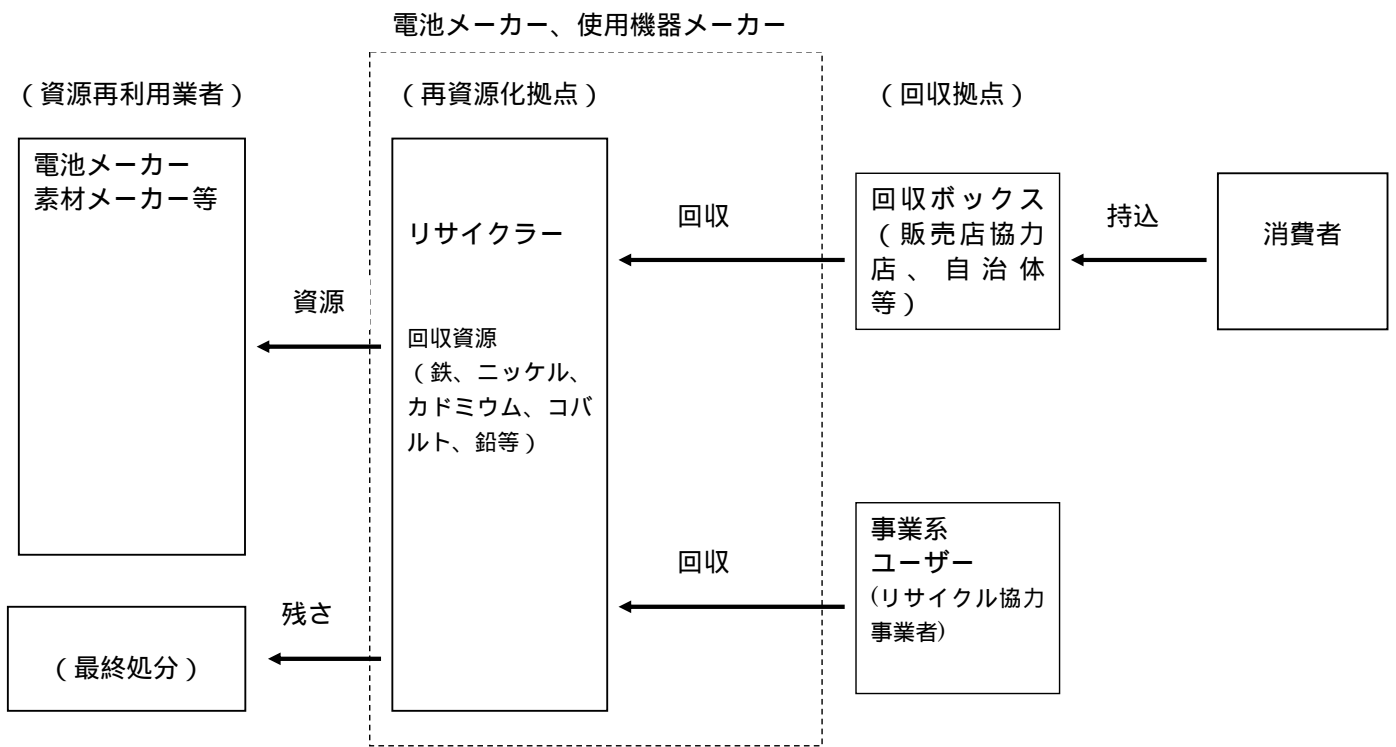 電池メーカー、使用機器メーカー
（資源再利用業者）
（再資源化拠点）
（回収拠点）
電池メーカー
素材メーカー等
リサイクラー
回収資源
（鉄、ニッケル、
カドミウム、コバ
ルト、鉛等）
回収
回収ボックス
（販売店協力
店、自治体
等）
持込
消費者
資源
回収
事業系
ユーザー
(リサイクル協力
事業者)
残さ
（最終処分）